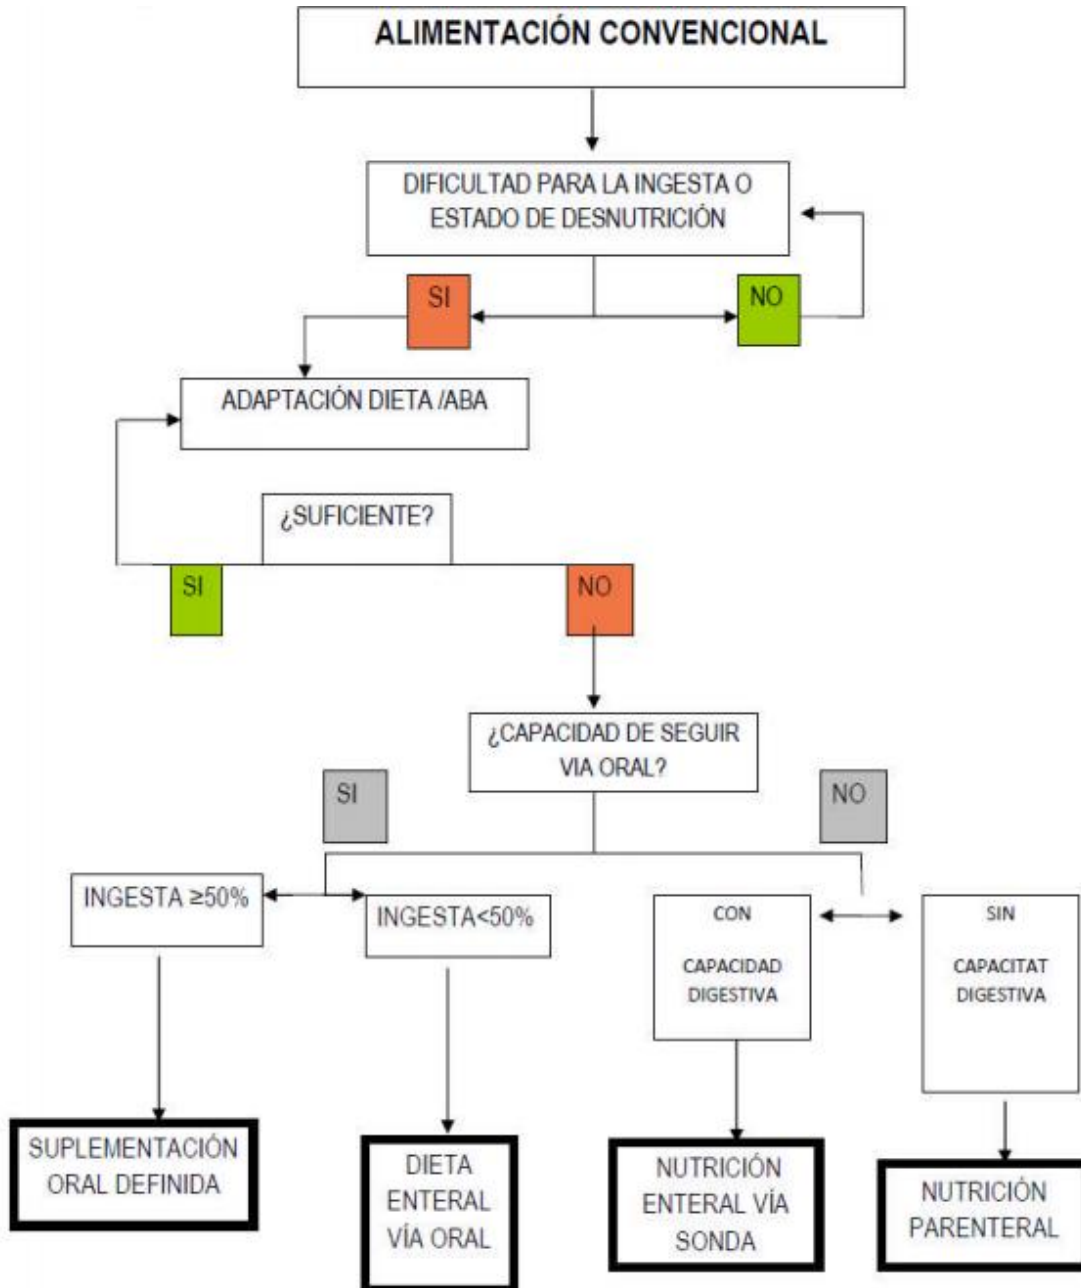 ALIMENTACIÓN CONVENCIONAL
DIFICULTAD PARA LA INGESTA O
ESTADO DE DESNUTRICIÓN
SI
NO
ADAPTACIÓN DIETA /ABA
¿SUFICIENTE?
SI
NO
¿CAPACIDAD DE SEGUIR
VIA ORAL?
SI
NO
INGESTA ≥50%
INGESTA<50%
CON
CAPACIDAD
DIGESTIVA
SIN
CAPACITAT
DIGESTIVA
SUPLEMENTACIÓN
ORAL DEFINIDA
DIETA
ENTERAL
VÍA ORAL
NUTRICIÓN
ENTERAL VÍA
SONDA
NUTRICIÓN
PARENTERAL